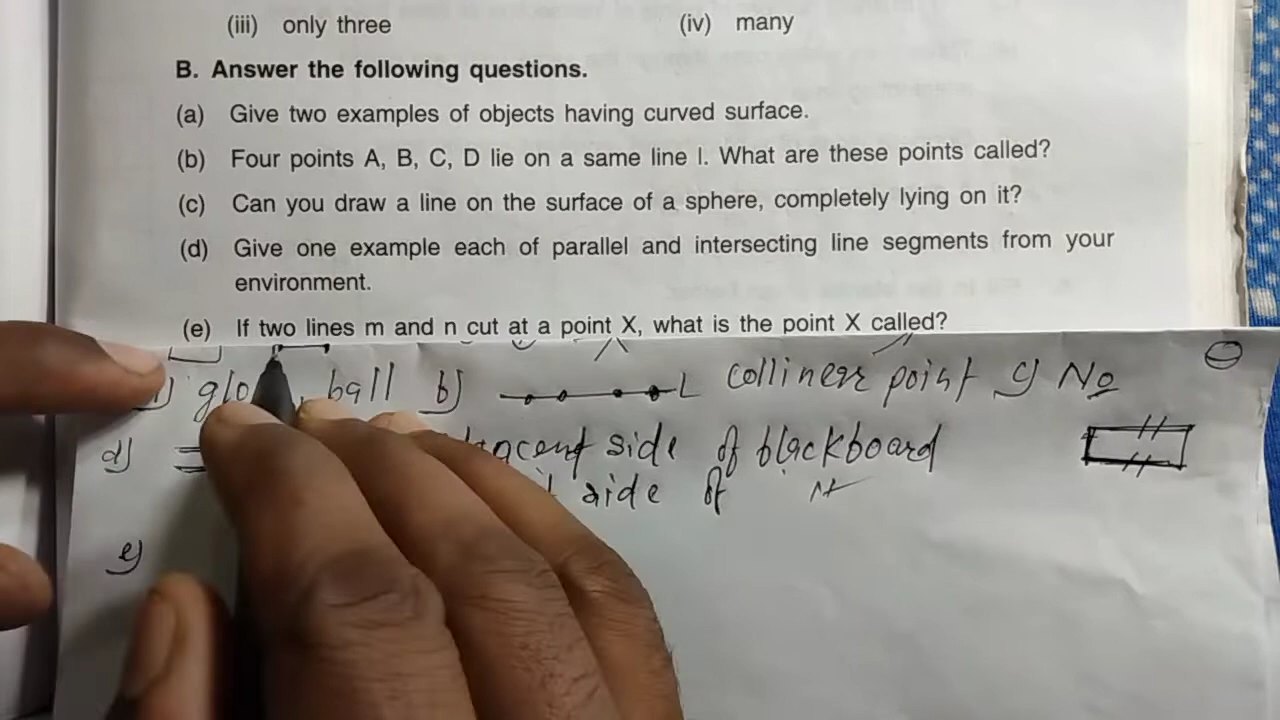 (iii) only three (iv) many
B. Answer the following questions.
(a) Give two examples of objects having curved surface.
(b) Four points A, B, C, D lie on a same line l. What are these points called?
(c) Can you draw a line on the surface of a sphere, completely lying on it?
(d) Give one example each of parallel and intersecting line segments from your
environment.
(e) If two lines m and n cut at a point X, what is the point X called?
ball b) L collinear point c) No
d) side of blackboard
side of
e)